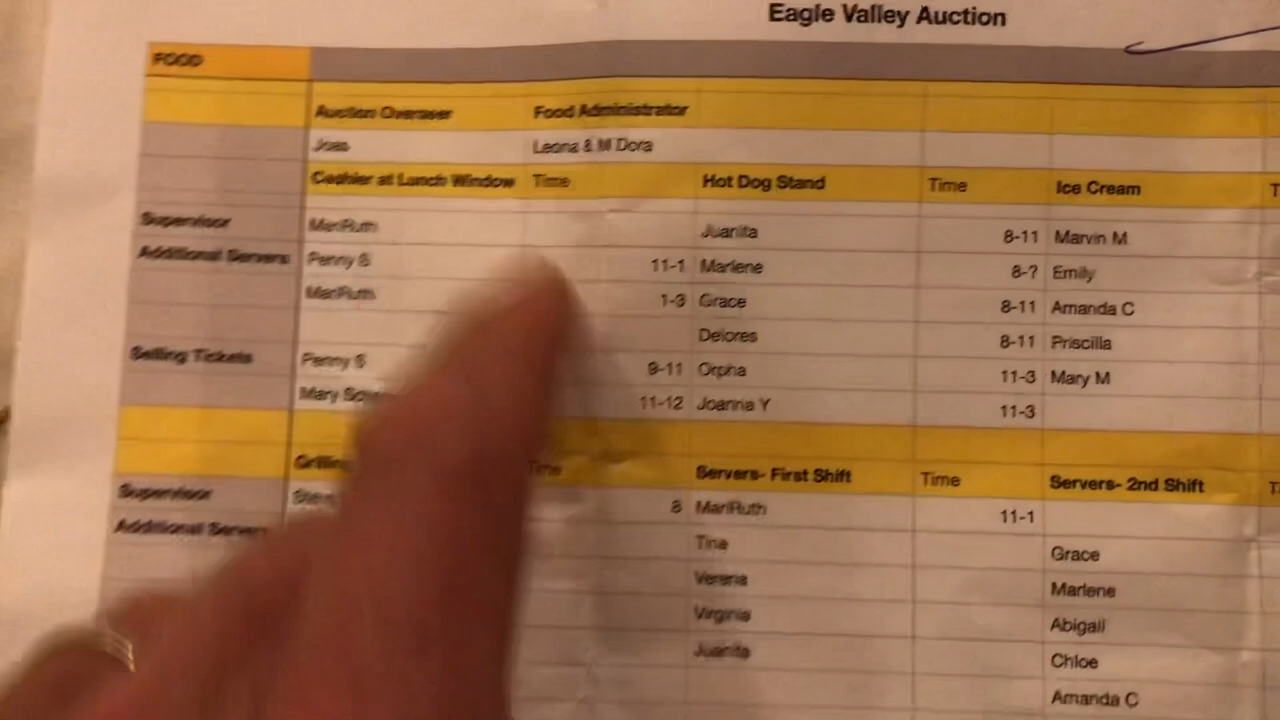 Eagle Valley Auction
FOOD
Auction Overseer Food Administrator
Joas Leona & M Dora
Cashier at Lunch Window Time Hot Dog Stand Time Ice Cream T
Supervisor MariRuth Juanita 8-11 Marvin M
Additional Servers Penny S 11-1 Marlene 8-? Emily
MariRuth 1-3 Grace 8-11 Amanda C
Delores 8-11 Priscilla
Selling Tickets Penny S 9-11 Orpha 11-3 Mary M
Mary 11-12 Joanna Y 11-3
Time Servers- First Shift Time Servers- 2nd Shift T
Supervisor 8 MariRuth 11-1
Additional Tina Grace
Verena Marlene
Virginia Abigail
Juanita Chloe
Amanda C